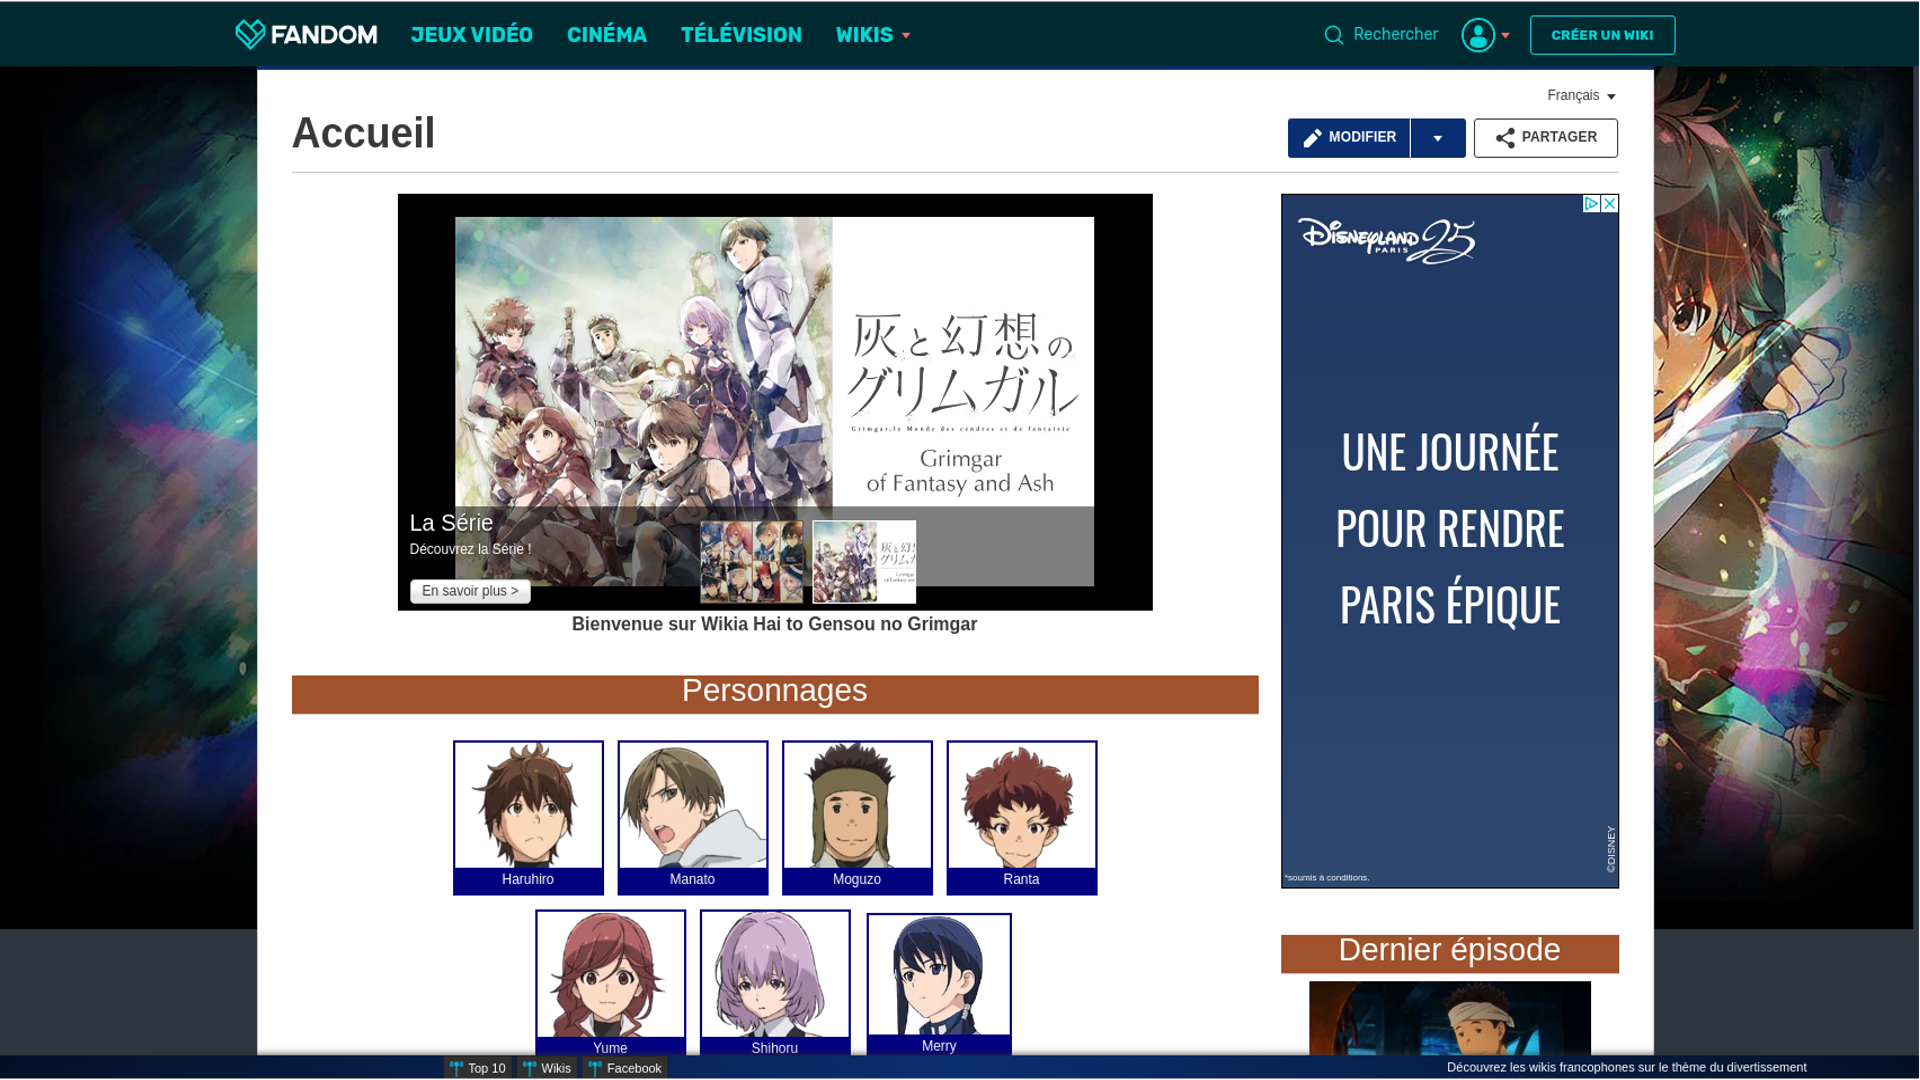 FANDOM
JEUX VIDÉO
CINÉMA
TÉLÉVISION
WIKIS
Rechercher
CRÉER UN WIKI
Français
Accueil
MODIFIER
PARTAGER
灰と幻想の
グリムガル
Grimgar, le Monde des cendres et de fantaisie
Grimgar
of Fantasy and Ash
La Série
Découvrez la Série !
En savoir plus >
Bienvenue sur Wikia Hai to Gensou no Grimgar
DISNEYLAND 25
PARIS
UNE JOURNÉE
POUR RENDRE
PARIS ÉPIQUE
©DISNEY
*soumis à conditions.
Personnages
Haruhiro
Manato
Moguzo
Ranta
Yume
Shihoru
Merry
Dernier épisode
Top 10
Wikis
Facebook
Découvrez les wikis francophones sur le thème du divertissement